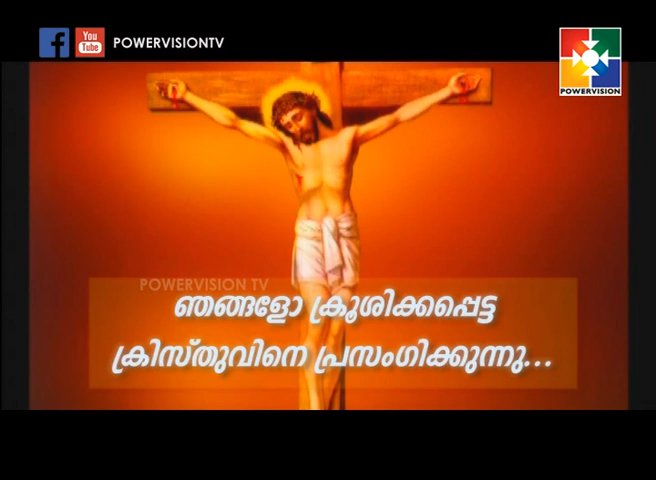 You
Tube
POWERVISIONTV
POWERVISION
POWERVISION TV
ഞങ്ങളോ ക്രൂശിക്കപ്പെട്ട
ക്രിസ്തുവിനെ പ്രസംഗിക്കുന്നു...